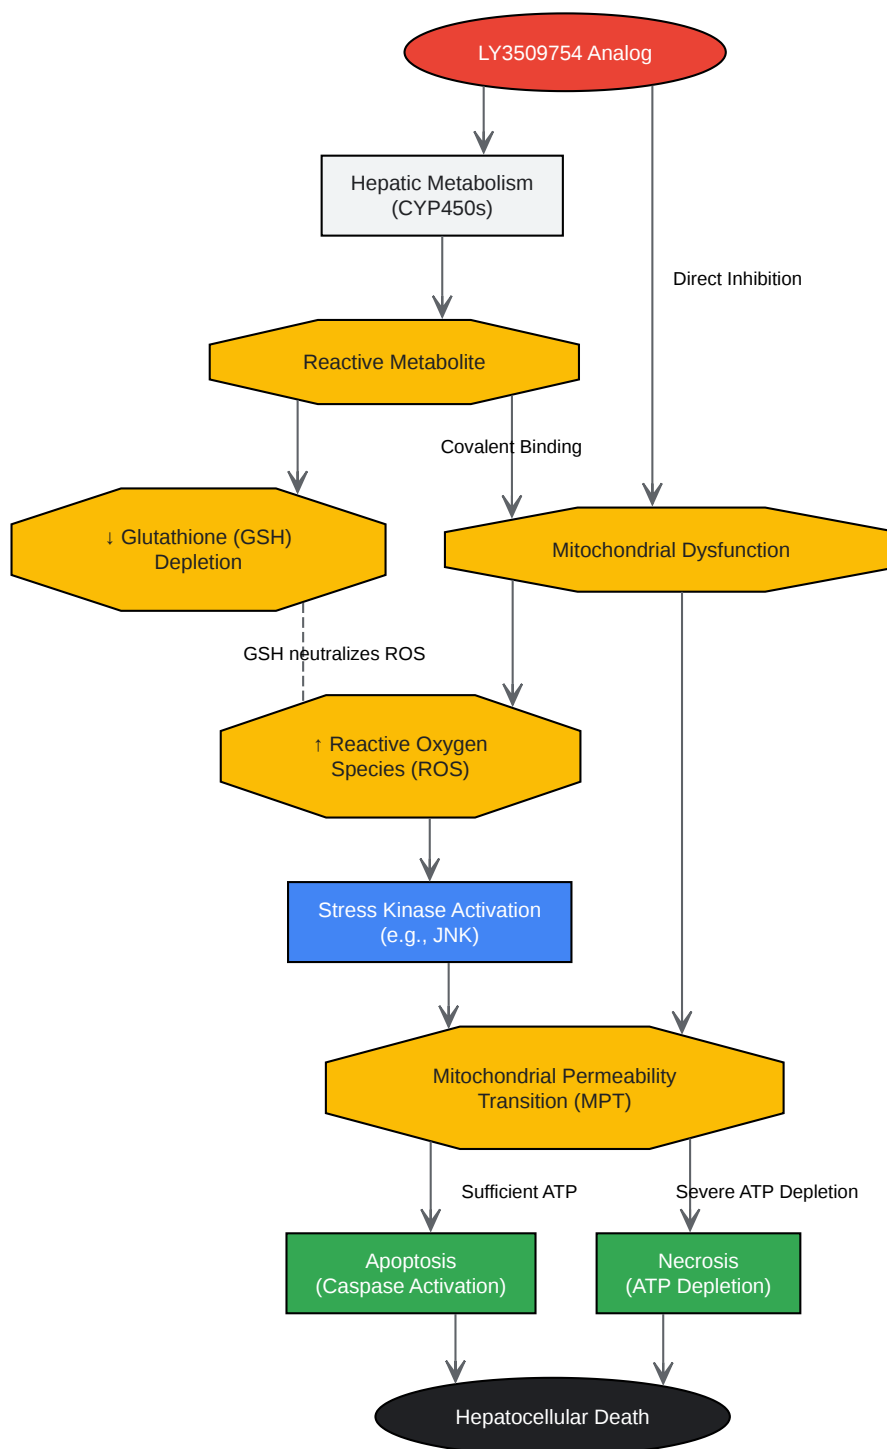 LY3509754 Analog
Hepatic Metabolism
(CYP450s)
Direct Inhibition
Reactive Metabolite
Covalent Binding
↓ Glutathione (GSH)
Depletion
Mitochondrial Dysfunction
GSH neutralizes ROS
↑ Reactive Oxygen
Species (ROS)
Stress Kinase Activation
(e.g., JNK)
Mitochondrial Permeability
Transition (MPT)
Sufficient ATP
Severe ATP Depletion
Apoptosis
(Caspase Activation)
Necrosis
(ATP Depletion)
Hepatocellular Death